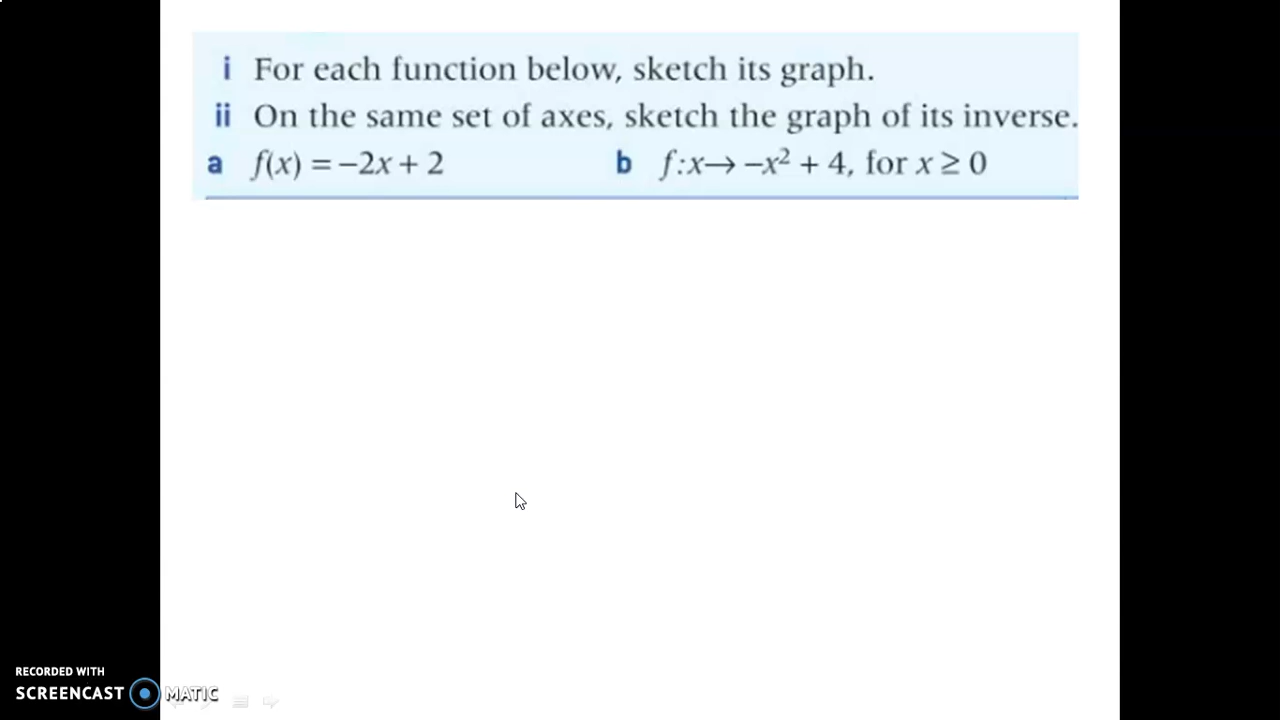 i For each function below, sketch its graph.
ii On the same set of axes, sketch the graph of its inverse.
a f(x) = −2x + 2 b f:x→ −x² + 4, for x ≥ 0
RECORDED WITH
SCREENCAST MATIC